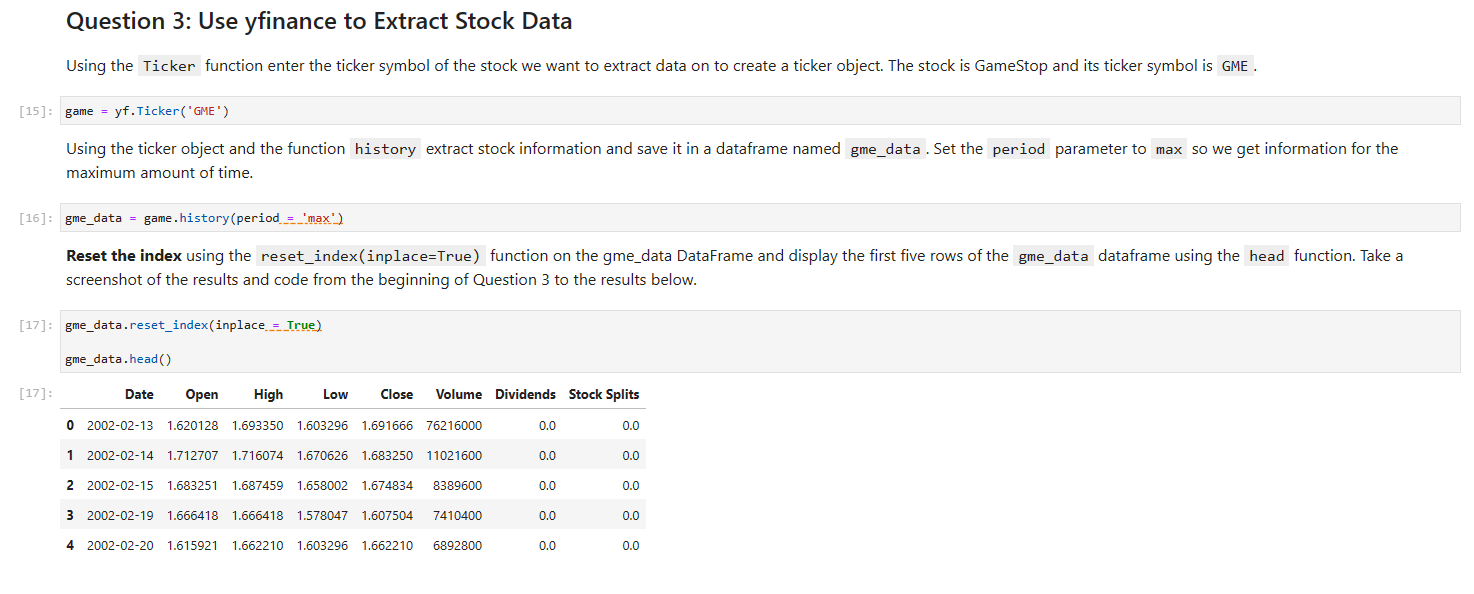 Question 3: Use yfinance to Extract Stock Data
Using the Ticker function enter the ticker symbol of the stock we want to extract data on to create a ticker object. The stock is GameStop and its ticker symbol is GME.
[15]: game = yf.Ticker('GME')
Using the ticker object and the function history extract stock information and save it in a dataframe named gme_data. Set the period parameter to max so we get information for the
maximum amount of time.
[16]: gme_data = game.history(period = 'max')
Reset the index using the reset_index(inplace=True) function on the gme_data DataFrame and display the first five rows of the gme_data dataframe using the head function. Take a
screenshot of the results and code from the beginning of Question 3 to the results below.
[17]: gme_data.reset_index(inplace = True)
gme_data.head()
[17]: Date Open High Low Close Volume Dividends Stock Splits
0 2002-02-13 1.620128 1.693350 1.603296 1.691666 76216000 0.0 0.0
1 2002-02-14 1.712707 1.716074 1.670626 1.683250 11021600 0.0 0.0
2 2002-02-15 1.683251 1.687459 1.658002 1.674834 8389600 0.0 0.0
3 2002-02-19 1.666418 1.666418 1.578047 1.607504 7410400 0.0 0.0
4 2002-02-20 1.615921 1.662210 1.603296 1.662210 6892800 0.0 0.0